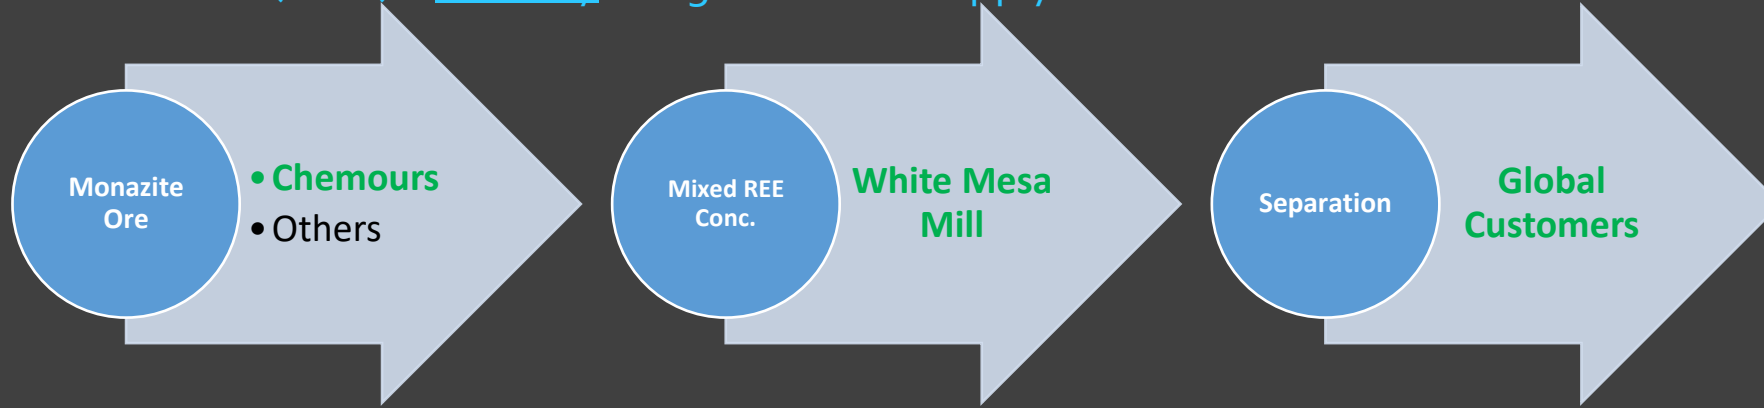 Monazite
Ore
• Chemours
• Others
Mixed REE
Conc.
White Mesa
Mill
Separation
Global
Customers